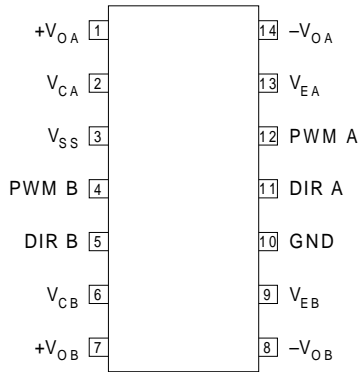 +VOA 1 14 –VOA
VCA 2 13 VEA
VSS 3 12 PWM A
PWM B 4 11 DIR A
DIR B 5 10 GND
VCB 6 9 VEB
+VOB 7 8 –VOB